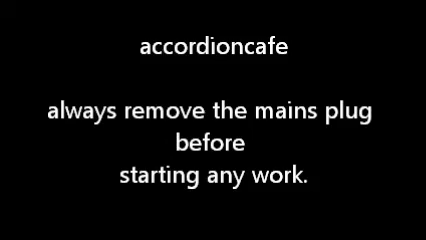 accordioncafe
always remove the mains plug
before
starting any work.